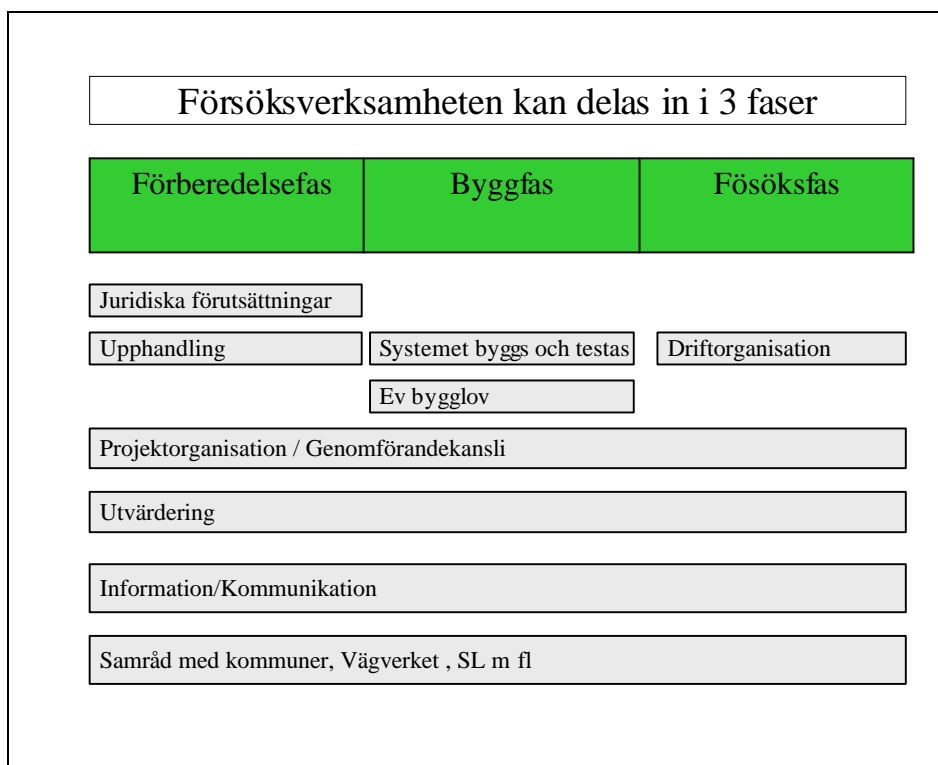 Försöksverksamheten kan delas in i 3 faser
Förberedelsefas
Byggfas
Fösöksfas
Juridiska förutsättningar
Upphandling
Systemet byggs och testas
Driftorganisation
Ev bygglov
Projektorganisation / Genomförandekansli
Utvärdering
Information/Kommunikation
Samråd med kommuner, Vägverket , SL m fl